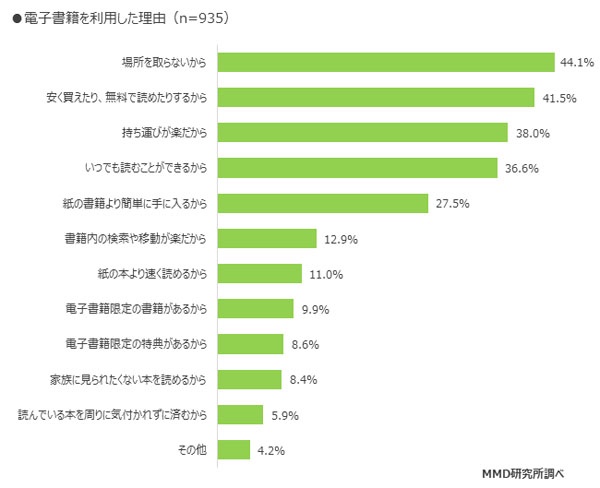 ●電子書籍を利用した理由（n=935）
場所を取らないから 44.1%
安く買えたり、無料で読めたりするから 41.5%
持ち運びが楽だから 38.0%
いつでも読むことができるから 36.6%
紙の書籍より簡単に手に入るから 27.5%
書籍内の検索や移動が楽だから 12.9%
紙の本より速く読めるから 11.0%
電子書籍限定の書籍があるから 9.9%
電子書籍限定の特典があるから 8.6%
家族に見られたくない本を読めるから 8.4%
読んでいる本を周りに気付かれずに済むから 5.9%
その他 4.2%
MMD研究所調べ